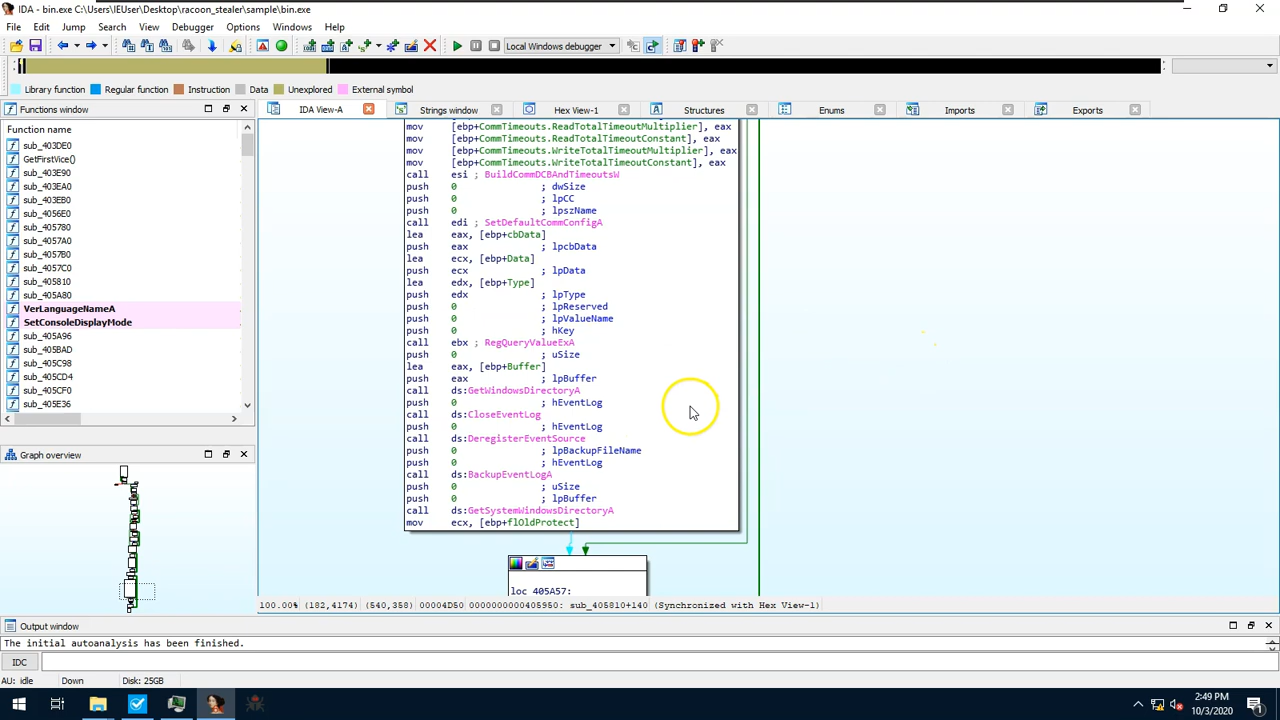 IDA - bin.exe C:\Users\IEUser\Desktop\racoon_stealer\sample\bin.exe
File Edit Jump Search View Debugger Options Windows Help
Local Windows debugger
Library function Regular function Instruction Data Unexplored External symbol
Functions window
IDA View-A Strings window Hex View-1 Structures Enums Imports Exports
Function name
sub_403DE0
GetFirstVice()
sub_403E90
sub_403EA0
sub_403EB0
sub_4056E0
sub_405780
sub_4057A0
sub_4057B0
sub_4057C0
sub_405810
sub_405A80
VerLanguageNameA
SetConsoleDisplayMode
sub_405A96
sub_405BAD
sub_405C98
sub_405CD4
sub_405CF0
sub_405E36
Graph overview
mov [ebp+CommTimeouts.ReadTotalTimeoutMultiplier], eax
mov [ebp+CommTimeouts.ReadTotalTimeoutConstant], eax
mov [ebp+CommTimeouts.WriteTotalTimeoutMultiplier], eax
mov [ebp+CommTimeouts.WriteTotalTimeoutConstant], eax
call esi ; BuildCommDCBAndTimeoutsW
push 0 ; dwSize
push 0 ; lpCC
push 0 ; lpszName
call edi ; SetDefaultCommConfigA
lea eax, [ebp+cbData]
push eax ; lpcbData
lea ecx, [ebp+Data]
push ecx ; lpData
lea edx, [ebp+Type]
push edx ; lpType
push 0 ; lpReserved
push 0 ; lpValueName
push 0 ; hKey
call ebx ; RegQueryValueExA
push 0 ; uSize
lea eax, [ebp+Buffer]
push eax ; lpBuffer
call ds:GetWindowsDirectoryA
push 0 ; hEventLog
call ds:CloseEventLog
push 0 ; hEventLog
call ds:DeregisterEventSource
push 0 ; lpBackupFileName
push 0 ; hEventLog
call ds:BackupEventLogA
push 0 ; uSize
push 0 ; lpBuffer
call ds:GetSystemWindowsDirectoryA
mov ecx, [ebp+flOldProtect]
loc_405A57:
100.00% (182,4174) (540,358) 00004D50 0000000000405950: sub_405810+140 (Synchronized with Hex View-1)
Output window
The initial autoanalysis has been finished.
IDC
AU: idle Down Disk: 25GB
2:49 PM
10/3/2020
1